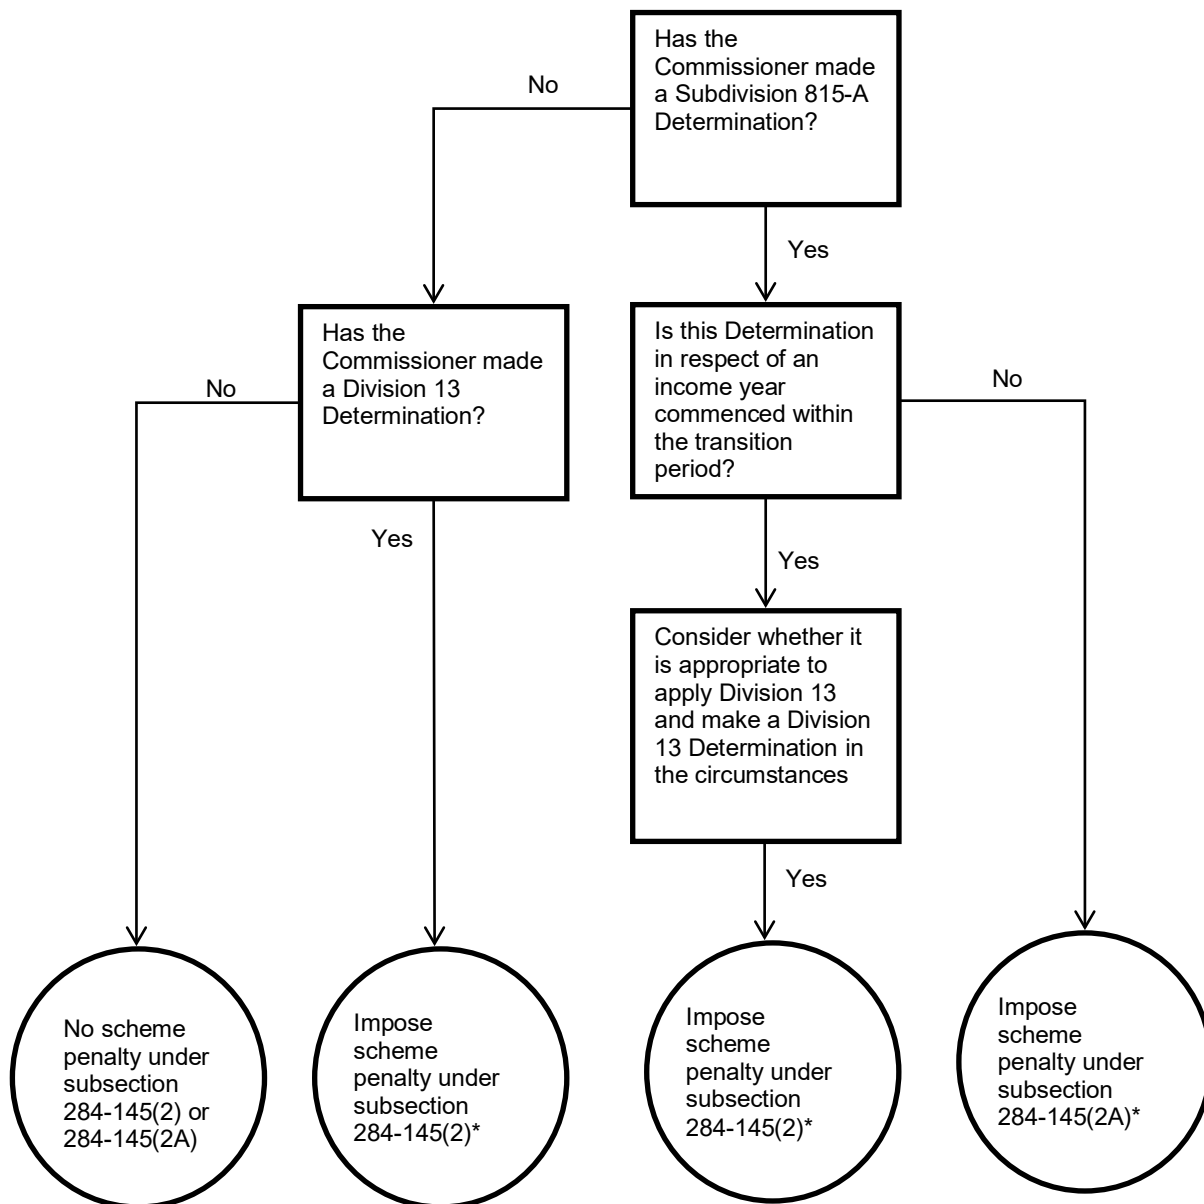 Has the
Commissioner made
a Subdivision 815-A
Determination?
No
Yes
Has the
Commissioner made
a Division 13
Determination?
Is this Determination
in respect of an
income year
commenced within
the transition
period?
No
No
Yes
Yes
Consider whether it
is appropriate to
apply Division 13
and make a Division
13 Determination in
the circumstances
Yes
No scheme
penalty under
subsection
284-145(2) or
284-145(2A)
Impose
scheme
penalty under
subsection
284-145(2)*
Impose
scheme
penalty under
subsection
284-145(2)*
Impose
scheme
penalty under
subsection
284-145(2A)*